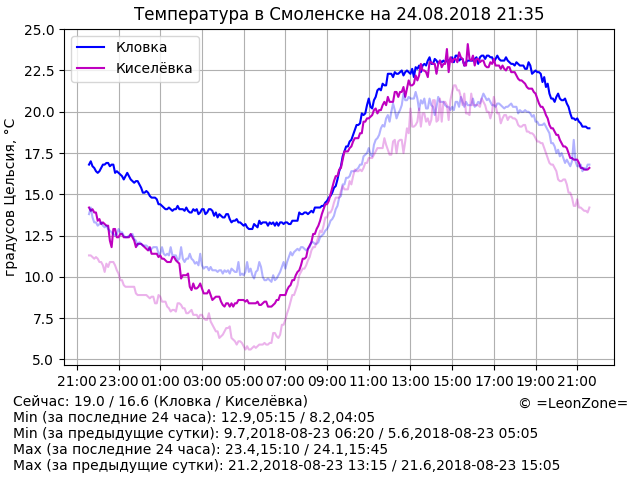 Температура в Смоленске на 24.08.2018 21:35
градусов Цельсия, °C
25.0
22.5
20.0
17.5
15.0
12.5
10.0
7.5
5.0
Кловка
Киселёвка
21:00 23:00 01:00 03:00 05:00 07:00 09:00 11:00 13:00 15:00 17:00 19:00 21:00
Сейчас: 19.0 / 16.6 (Кловка / Киселёвка)
© =LeonZone=
Min (за последние 24 часа): 12.9,05:15 / 8.2,04:05
Min (за предыдущие сутки): 9.7,2018-08-23 06:20 / 5.6,2018-08-23 05:05
Max (за последние 24 часа): 23.4,15:10 / 24.1,15:45
Max (за предыдущие сутки): 21.2,2018-08-23 13:15 / 21.6,2018-08-23 15:05